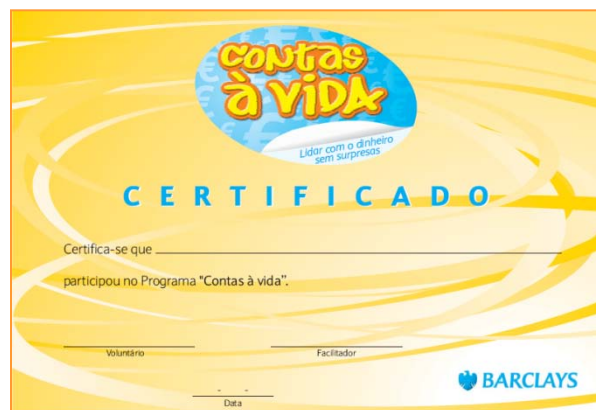 Contas
à vida
Lidar com o dinheiro
sem surpresas
CERTIFICADO
Certifica-se que
participou no Programa "Contas à vida”.
Voluntário Facilitador
- -
Data
BARCLAYS